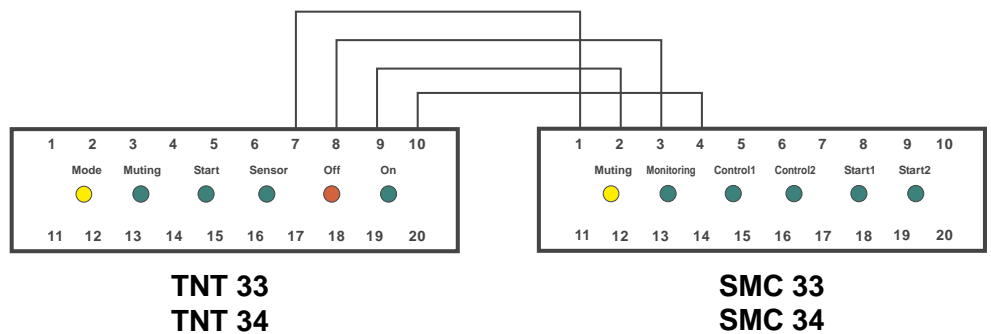 1 2 3 4 5 6 7 8 9 10
Mode Muting Start Sensor Off On
11 12 13 14 15 16 17 18 19 20
TNT 33
TNT 34
1 2 3 4 5 6 7 8 9 10
Muting Monitoring Control1 Control2 Start1 Start2
11 12 13 14 15 16 17 18 19 20
SMC 33
SMC 34